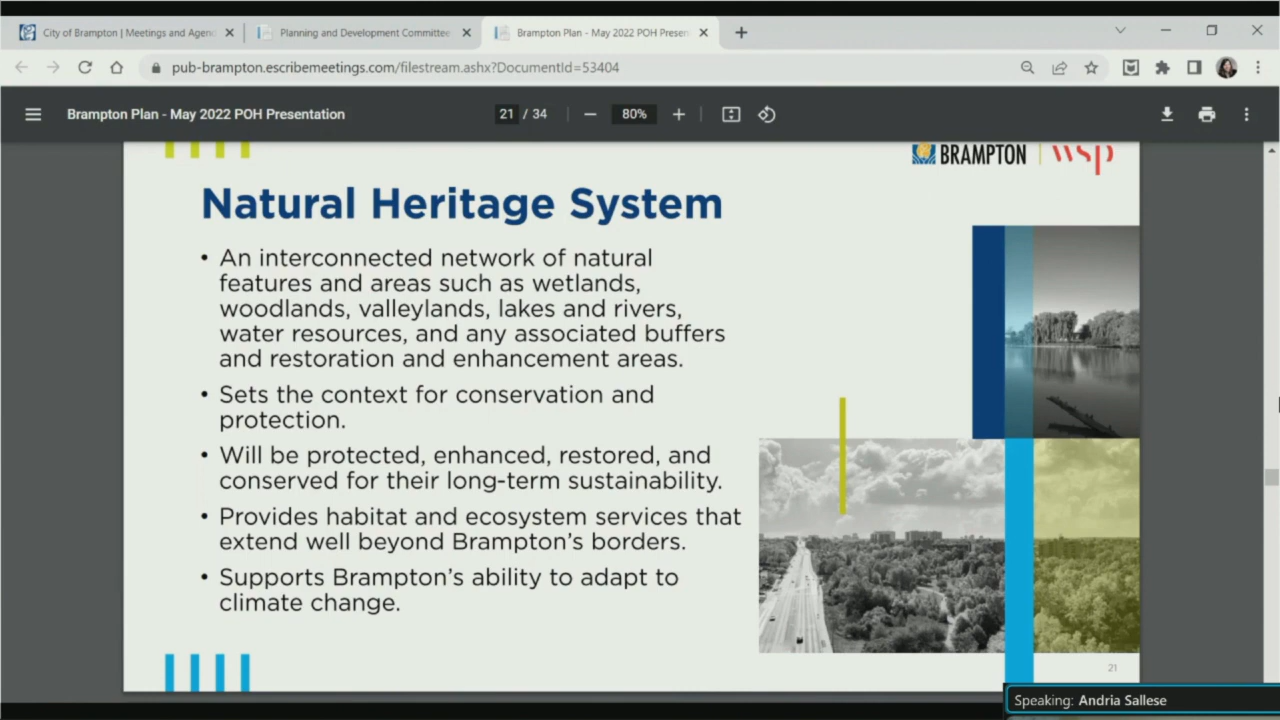 City of Brampton | Meetings and Agen
Planning and Development Committee
Brampton Plan - May 2022 POH Presen
pub-brampton.escribemeetings.com/filestream.ashx?DocumentId=53404
Brampton Plan - May 2022 POH Presentation
21 / 34
80%
BRAMPTON
wsp
Natural Heritage System
• An interconnected network of natural
features and areas such as wetlands,
woodlands, valleylands, lakes and rivers,
water resources, and any associated buffers
and restoration and enhancement areas.
• Sets the context for conservation and
protection.
• Will be protected, enhanced, restored, and
conserved for their long-term sustainability.
• Provides habitat and ecosystem services that
extend well beyond Brampton's borders.
• Supports Brampton's ability to adapt to
climate change.
21
Speaking: Andria Sallese